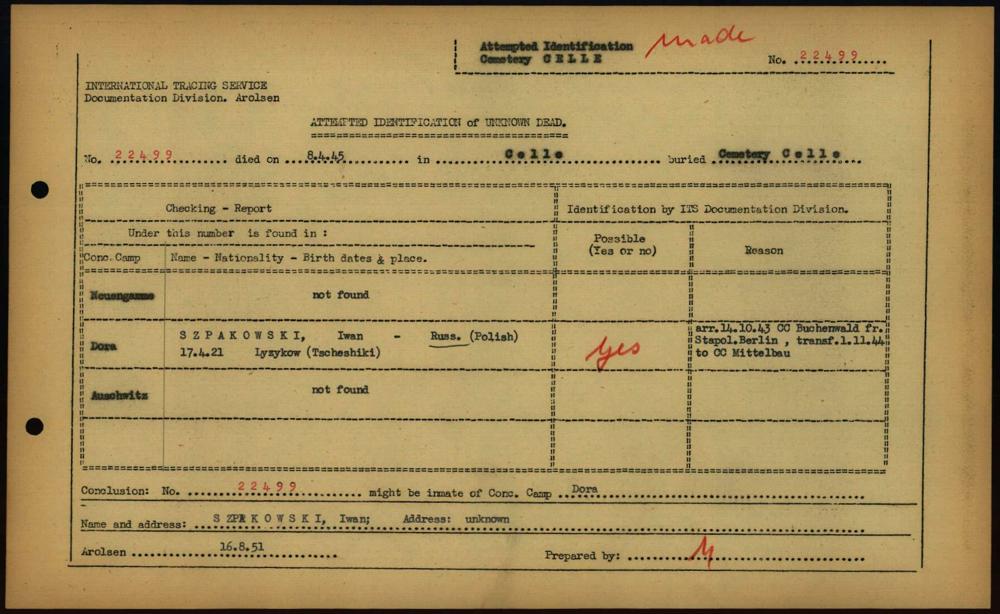 Attempted Identification made
Cemetery CELLE
No. 22499
INTERNATIONAL TRACING SERVICE
Documentation Division. Arolsen
ATTEMPTED IDENTIFICATION of UNKNOWN DEAD.
No. 22499 died on 8.4.45 in Celle buried Cemetery Celle
Checking - Report
Identification by ITS Documentation Division.
Under this number is found in :
Possible
(Yes or no)
Reason
Conc. Camp Name - Nationality - Birth dates & place.
Neuengamme not found
Dora SZPAKOWSKI, Iwan - Russ. (Polish)
17.4.21 Lyzykow (Tscheshiki)
yes
arr.14.10.43 CC Buchenwald fr.
Stapol.Berlin , transf.1.11.44
to CC Mittelbau
Auschwitz not found
Conclusion: No. 22499 might be inmate of Conc. Camp Dora
Name and address: SZPAKOWSKI, Iwan; Address: unknown
Arolsen 16.8.51
Prepared by: